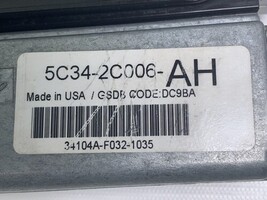 5C34-2C006-AH
Made in USA / GSDB CODE:DC9BA
34104A-F032-1035